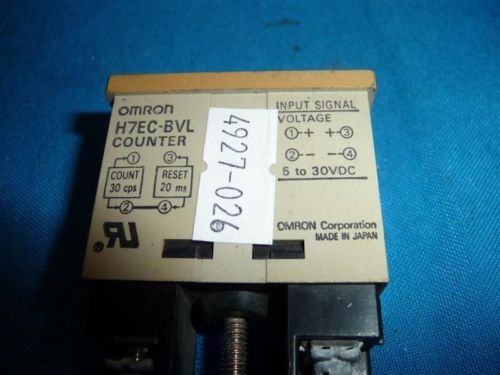 omron
H7EC-BVL
COUNTER
① ③
COUNT
30 cps
RESET
20 ms
② ④
4927-026
INPUT SIGNAL
VOLTAGE
①+ +③
②- -④
5 to 30VDC
OMRON Corporation
MADE IN JAPAN